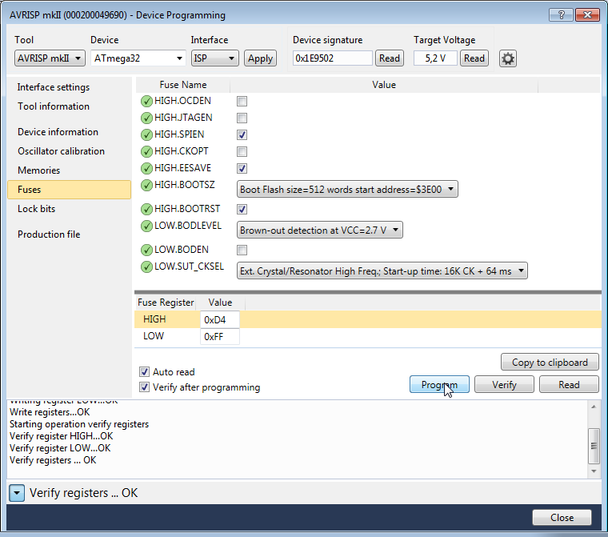 AVRISP mkII (000200049690) - Device Programming
Tool Device Interface Device signature Target Voltage
AVRISP mkII ATmega32 ISP Apply 0x1E9502 Read 5,2 V Read
Interface settings
Tool information
Device information
Oscillator calibration
Memories
Fuses
Lock bits
Production file
Fuse Name Value
HIGH.OCDEN
HIGH.JTAGEN
HIGH.SPIEN
HIGH.CKOPT
HIGH.EESAVE
HIGH.BOOTSZ Boot Flash size=512 words start address=$3E00
HIGH.BOOTRST
LOW.BODLEVEL Brown-out detection at VCC=2.7 V
LOW.BODEN
LOW.SUT_CKSEL Ext. Crystal/Resonator High Freq.; Start-up time: 16K CK + 64 ms
Fuse Register Value
HIGH 0xD4
LOW 0xFF
Copy to clipboard
Auto read
Verify after programming
Program Verify Read
Writing register LOW...OK
Write registers...OK
Starting operation verify registers
Verify register HIGH...OK
Verify register LOW...OK
Verify registers ... OK
Verify registers ... OK
Close